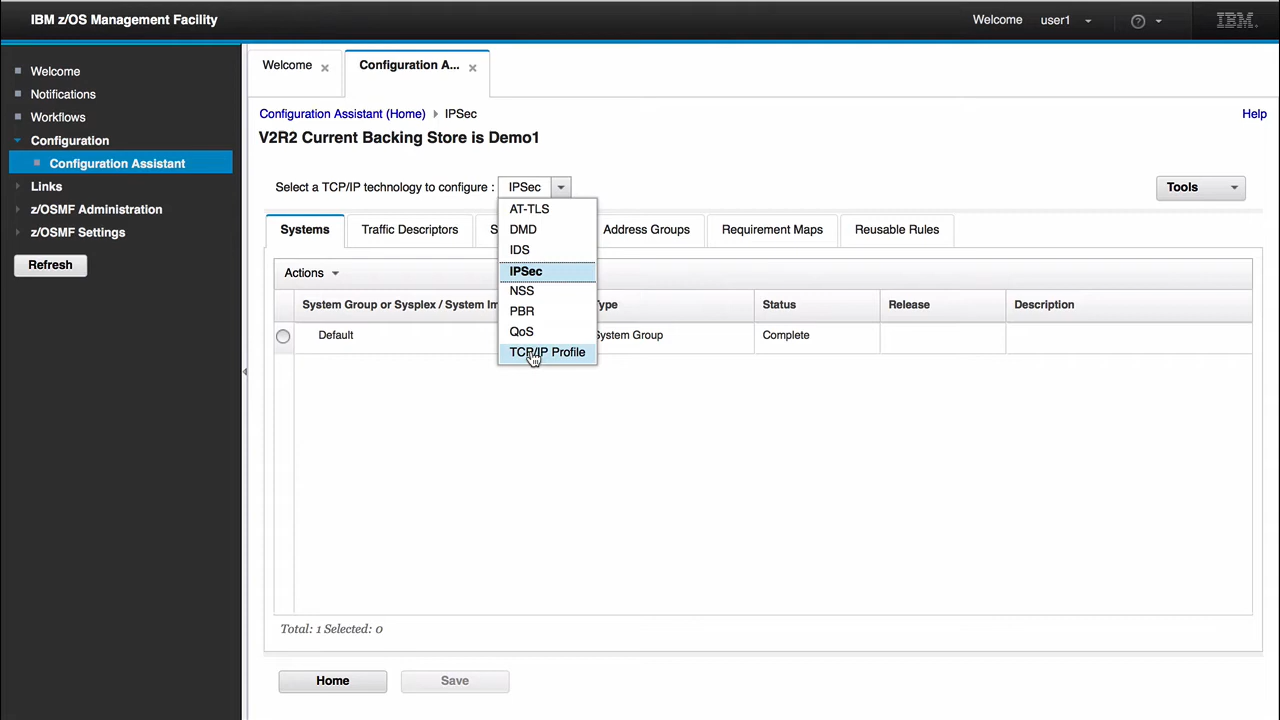 IBM z/OS Management Facility
Welcome user1
IBM
Welcome
Notifications
Workflows
Configuration
Configuration Assistant
Links
z/OSMF Administration
z/OSMF Settings
Refresh
Welcome
Configuration A...
Configuration Assistant (Home) IPSec
Help
V2R2 Current Backing Store is Demo1
Select a TCP/IP technology to configure : IPSec
Tools
AT-TLS
DMD
IDS
IPSec
NSS
PBR
QoS
TCP/IP Profile
Systems Traffic Descriptors S Address Groups Requirement Maps Reusable Rules
Actions
System Group or Sysplex / System Im Type Status Release Description
Default System Group Complete
Total: 1 Selected: 0
Home Save